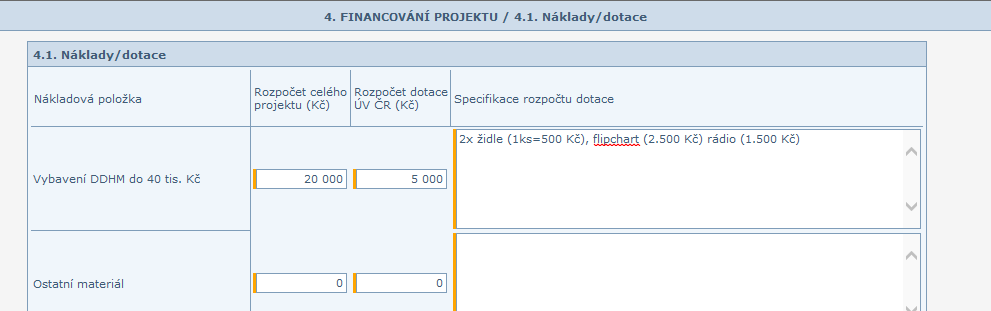 4. FINANCOVÁNÍ PROJEKTU / 4.1. Náklady/dotace
4.1. Náklady/dotace
Nákladová položka
Rozpočet celého
projektu (Kč)
Rozpočet dotace
ÚV ČR (Kč)
Specifikace rozpočtu dotace
Vybavení DDHM do 40 tis. Kč
20 000
5 000
2x židle (1ks=500 Kč), flipchart (2.500 Kč) rádio (1.500 Kč)
Ostatní materiál
0
0